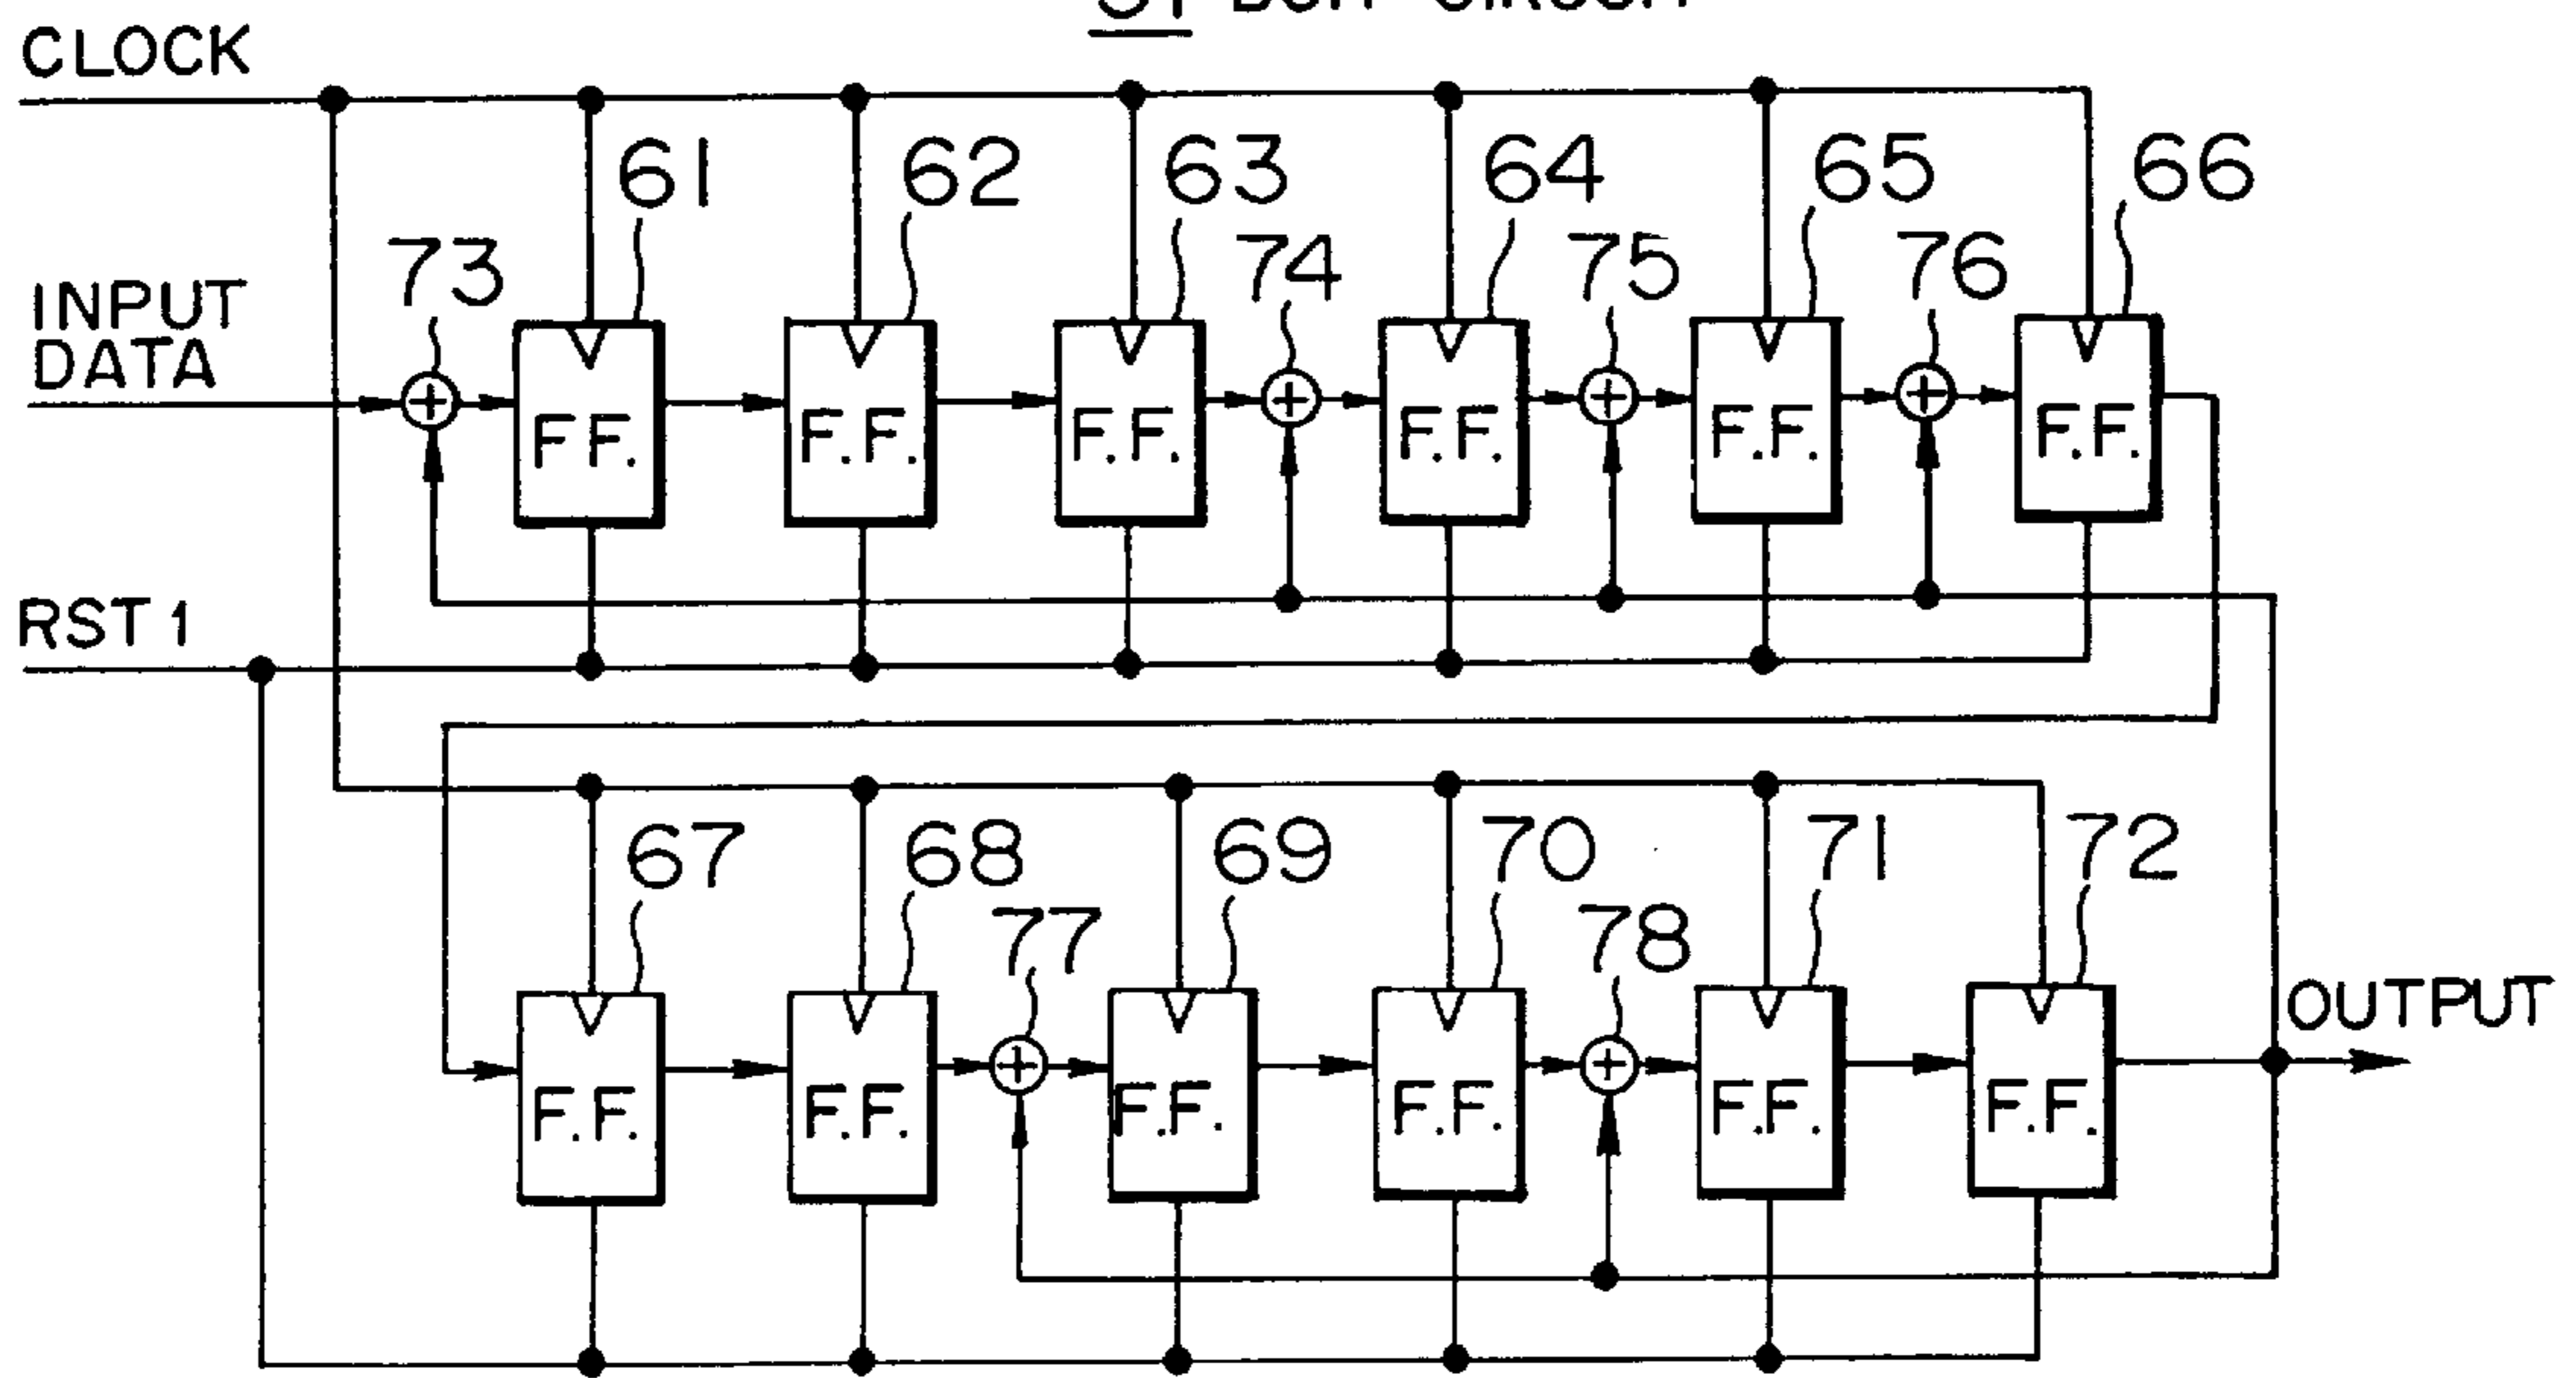 CIRCUIT
CLOCK
61
62
63
64
65
66
73
74
75
76
INPUT
DATA
F F.
F.F.
F.F.
F.F.
F.F.
F.F.
RST 1
67
68
69
70
71
72
77
78
OUTPUT
F.F.
F.F.
F.F.
F.F.
F.F.
F.F.